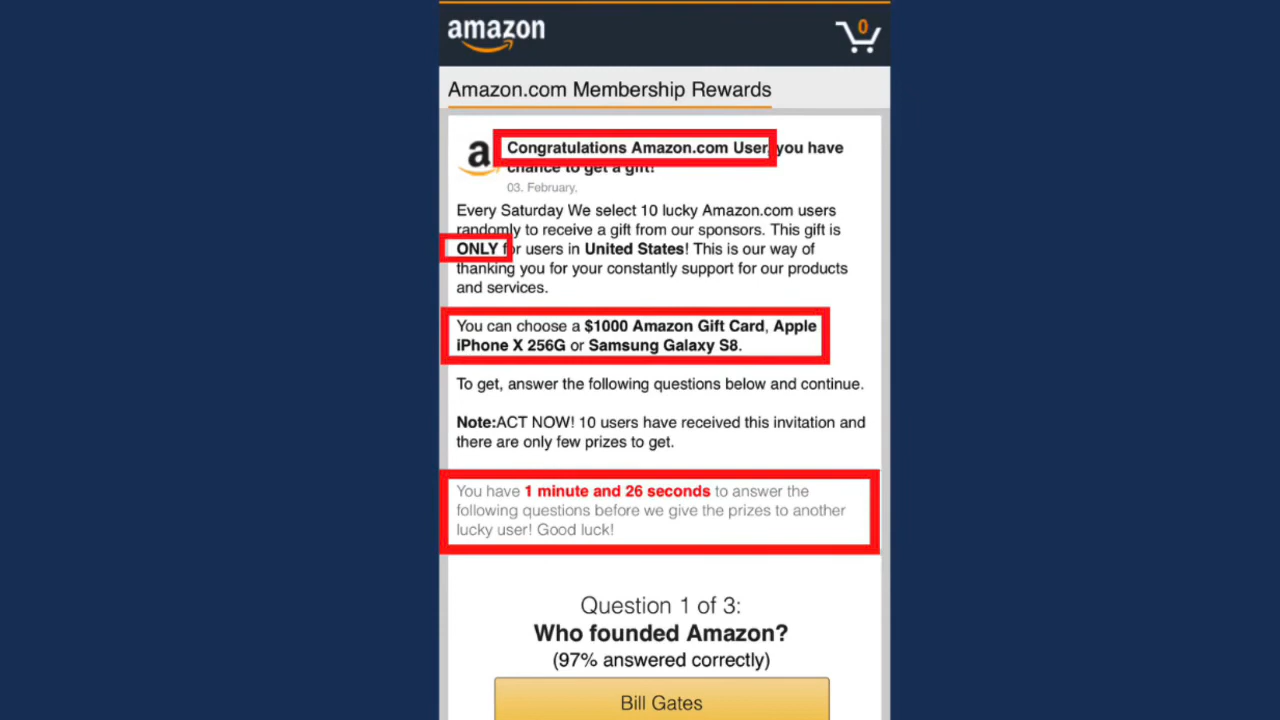 amazon
0
Amazon.com Membership Rewards
a
Congratulations Amazon.com User, you have
chance to get a gift!
03. February,
Every Saturday We select 10 lucky Amazon.com users
randomly to receive a gift from our sponsors. This gift is
ONLY for users in United States! This is our way of
thanking you for your constantly support for our products
and services.
You can choose a $1000 Amazon Gift Card, Apple
iPhone X 256G or Samsung Galaxy S8.
To get, answer the following questions below and continue.
Note:ACT NOW! 10 users have received this invitation and
there are only few prizes to get.
You have 1 minute and 26 seconds to answer the
following questions before we give the prizes to another
lucky user! Good luck!
Question 1 of 3:
Who founded Amazon?
(97% answered correctly)
Bill Gates